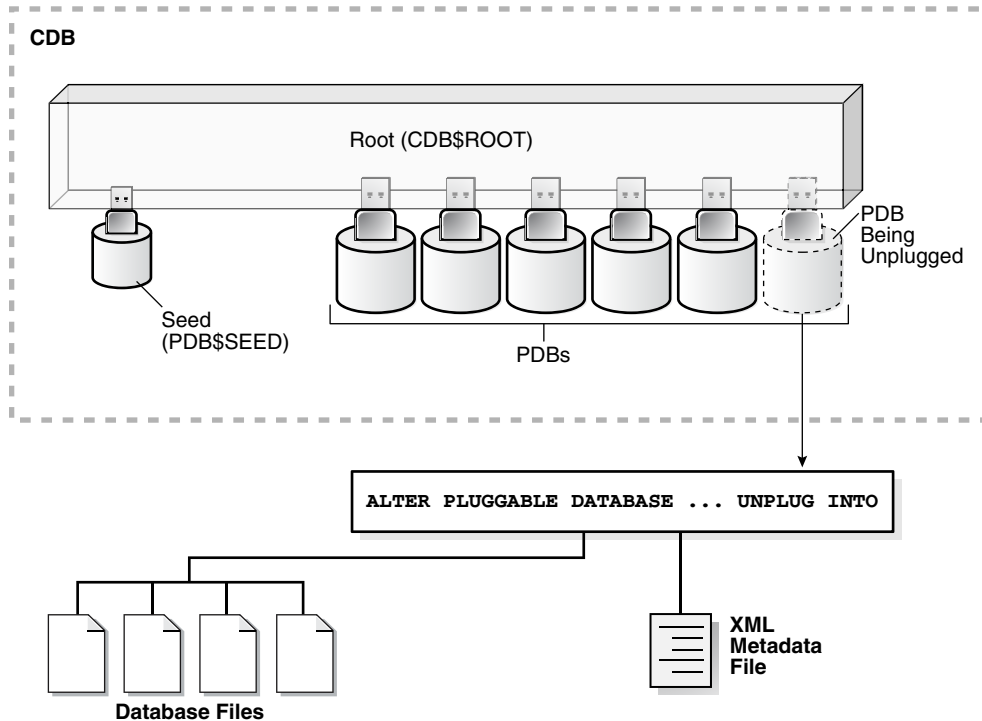 CDB
Root (CDB$ROOT)
PDB
Being
Unplugged
Seed
(PDB$SEED)
PDBs
ALTER PLUGGABLE DATABASE ... UNPLUG INTO
XML
Metadata
File
Database Files